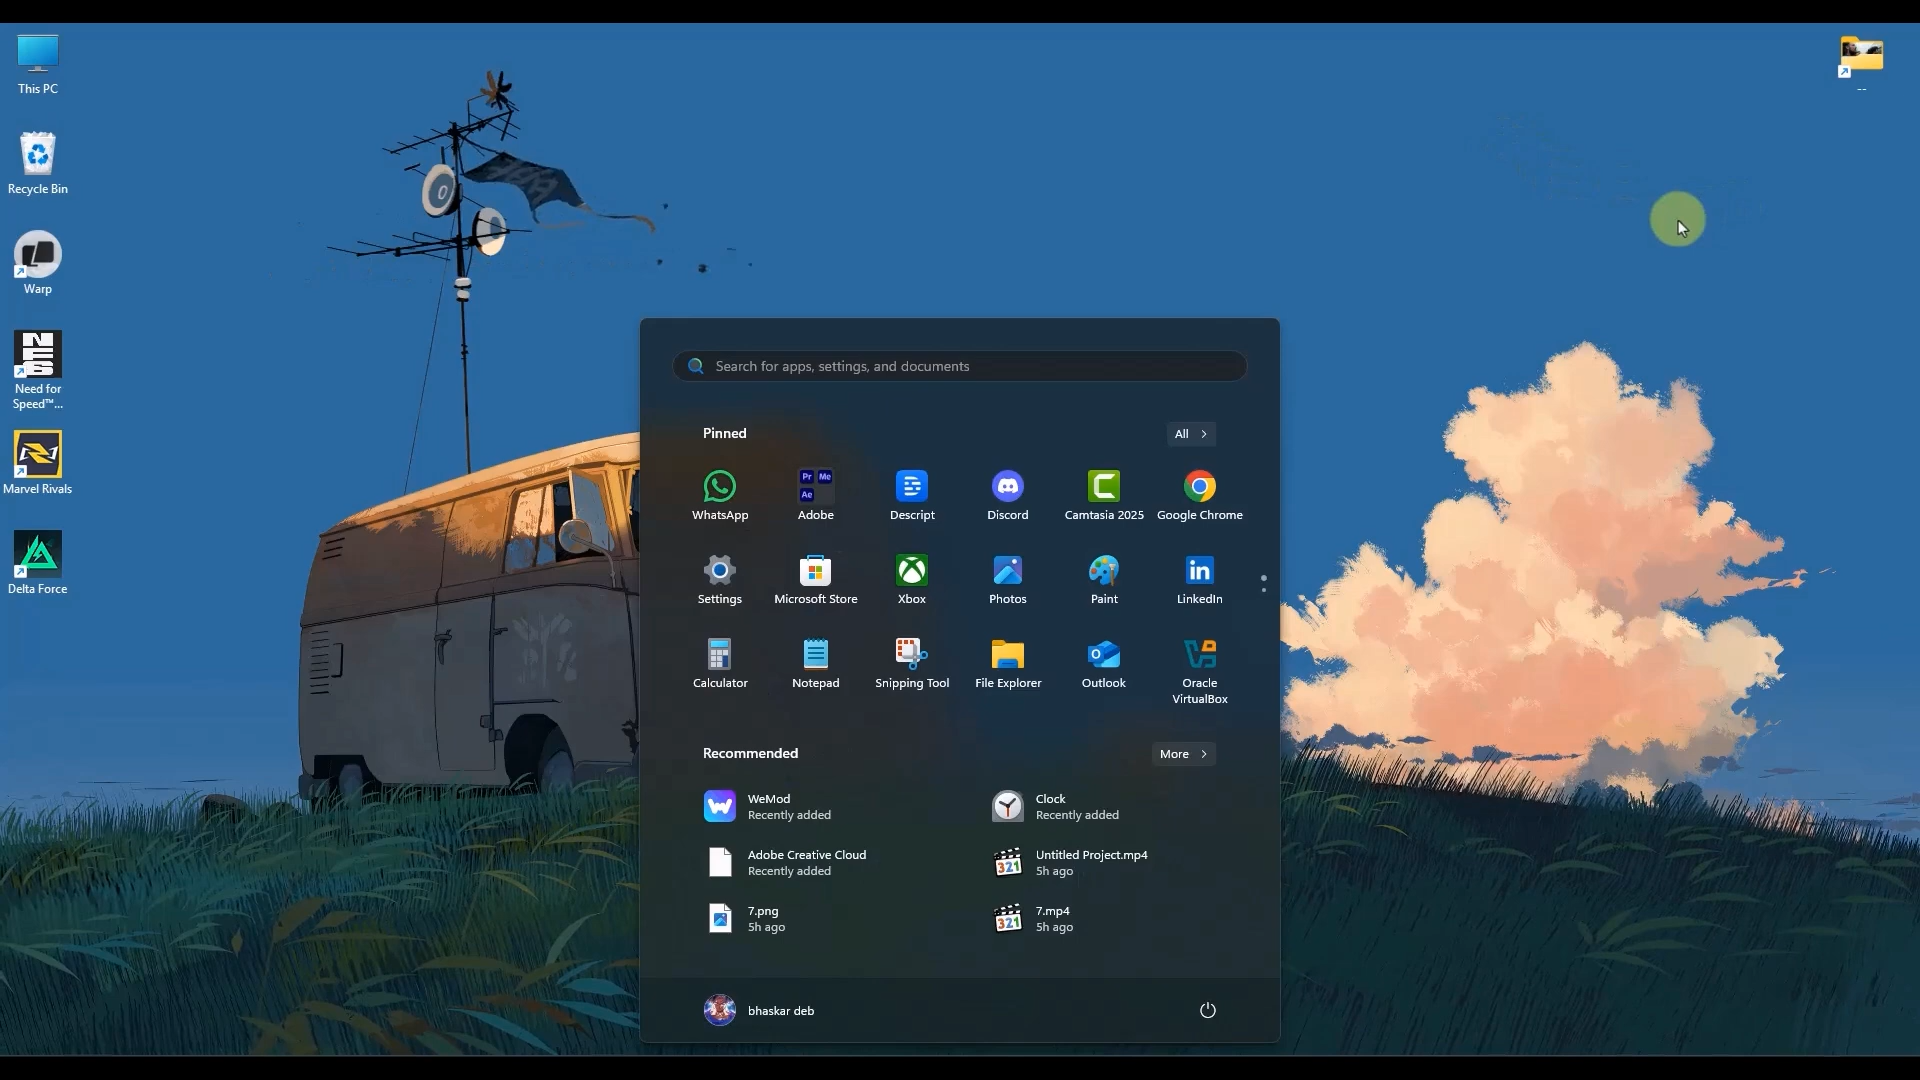 This PC
Recycle Bin
Warp
Need for
Speed™...
Marvel Rivals
Delta Force
--
Search for apps, settings, and documents
Pinned
All
WhatsApp
Pr Me
Ae
Adobe
Descript
Discord
Camtasia 2025
Google Chrome
Settings
Microsoft Store
Xbox
Photos
Paint
LinkedIn
Calculator
Notepad
Snipping Tool
File Explorer
Outlook
Oracle
VirtualBox
Recommended
More
WeMod
Recently added
Clock
Recently added
Adobe Creative Cloud
Recently added
Untitled Project.mp4
5h ago
7.png
5h ago
7.mp4
5h ago
bhaskar deb